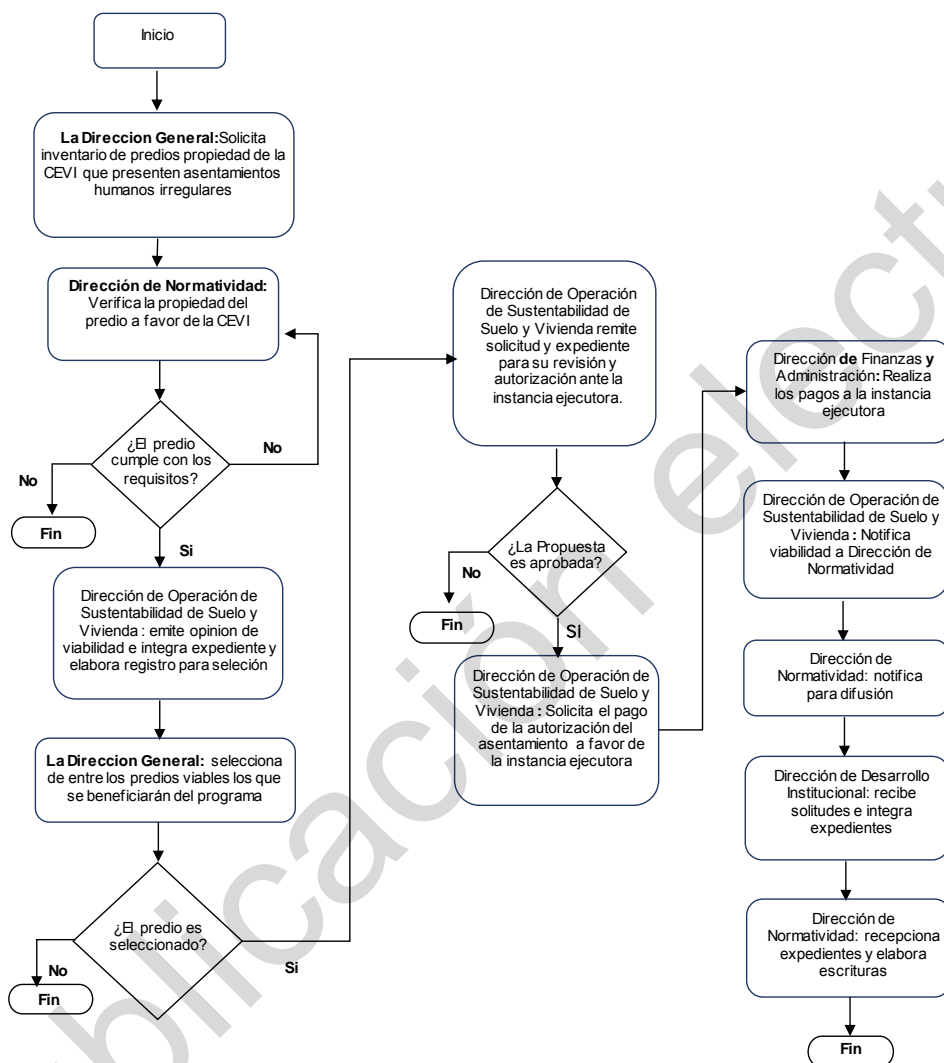 Inicio
La Direccion General:Solicita
inventario de predios propiedad de la
CEVI que presenten asentamientos
humanos irregulares
Dirección de Normatividad:
Verifica la propiedad del
predio a favor de la CEVI
¿El predio
cumple con los
requisitos?
No
No
Fin
Si
Dirección de Operación de
Sustentabilidad de Suelo y
Vivienda : emite opinion de
viabilidad e integra expediente y
elabora registro para seleción
La Direccion General: selecciona
de entre los predios viables los que
se beneficiarán del programa
¿El predio es
seleccionado?
No
Fin
Si
Dirección de Operación
de Sustentabilidad de
Suelo y Vivienda remite
solicitud y expediente
para su revisión y
autorización ante la
instancia ejecutora.
¿La Propuesta
es aprobada?
No
Fin
SI
Dirección de Operación de
Sustentabilidad de Suelo y
Vivienda : Solicita el pago
de la autorización del
asentamiento a favor de
la instancia ejecutora
Dirección de Finanzas y
Administración: Realiza
los pagos a la instancia
ejecutora
Dirección de Operación de
Sustentabilidad de Suelo y
Vivienda : Notifica
viabilidad a Dirección de
Normatividad
Dirección de
Normatividad: notifica
para difusión
Dirección de Desarrollo
Institucional: recibe
solitudes e integra
expedientes
Dirección de
Normatividad: recepciona
expedientes y elabora
escrituras
Fin
blicación electr